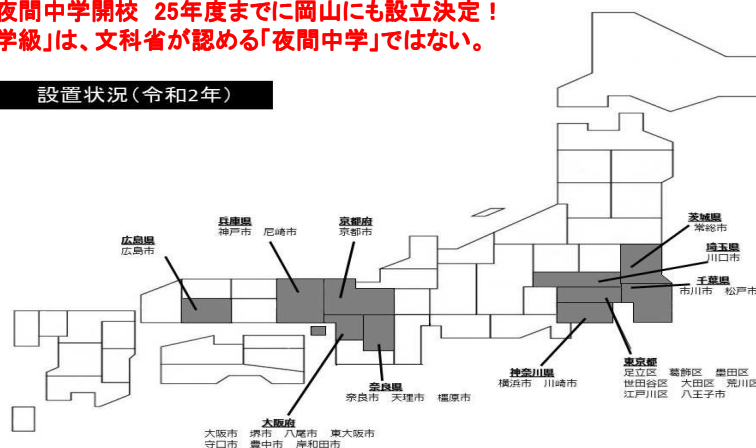 夜間中学開校 25年度までに岡山にも設立決定！
学級」は、文科省が認める「夜間中学」ではない。
設置状況（令和2年）
茨城県
常総市
兵庫県
神戸市 尼崎市
京都府
京都市
広島県
広島市
埼玉県
川口市
千葉県
市川市 松戸市
東京都
足立区 葛飾区 墨田区
世田谷区 大田区 荒川区
江戸川区 八王子市
神奈川県
横浜市 川崎市
奈良県
奈良市 天理市 橿原市
大阪府
大阪市 堺市 八尾市 東大阪市
守口市 豊中市 岸和田市